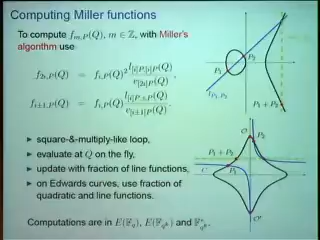 Computing Miller functions
To compute f_{m,P}(Q), m ∈ Z, with Miller's
algorithm use
f_{2i,P}(Q) = f_{i,P}(Q)^2 l_{[i]P,[i]P}(Q) / v_{[2i]P}(Q),
f_{i±1,P}(Q) = f_{i,P}(Q) l_{[i]P,±P}(Q) / v_{[i±1]P}(Q).
▶ square-&-multiply-like loop,
▶ evaluate at Q on the fly,
▶ update with fraction of line functions,
▶ on Edwards curves, use fraction of
quadratic and line functions.
Computations are in E(F_q), E(F_{q^k}) and F*_{q^k}.
P_1
P_2
l_{P_1,P_2}
P_1 + P_2
O
P_2
P_1 + P_2
C
P_1
O'